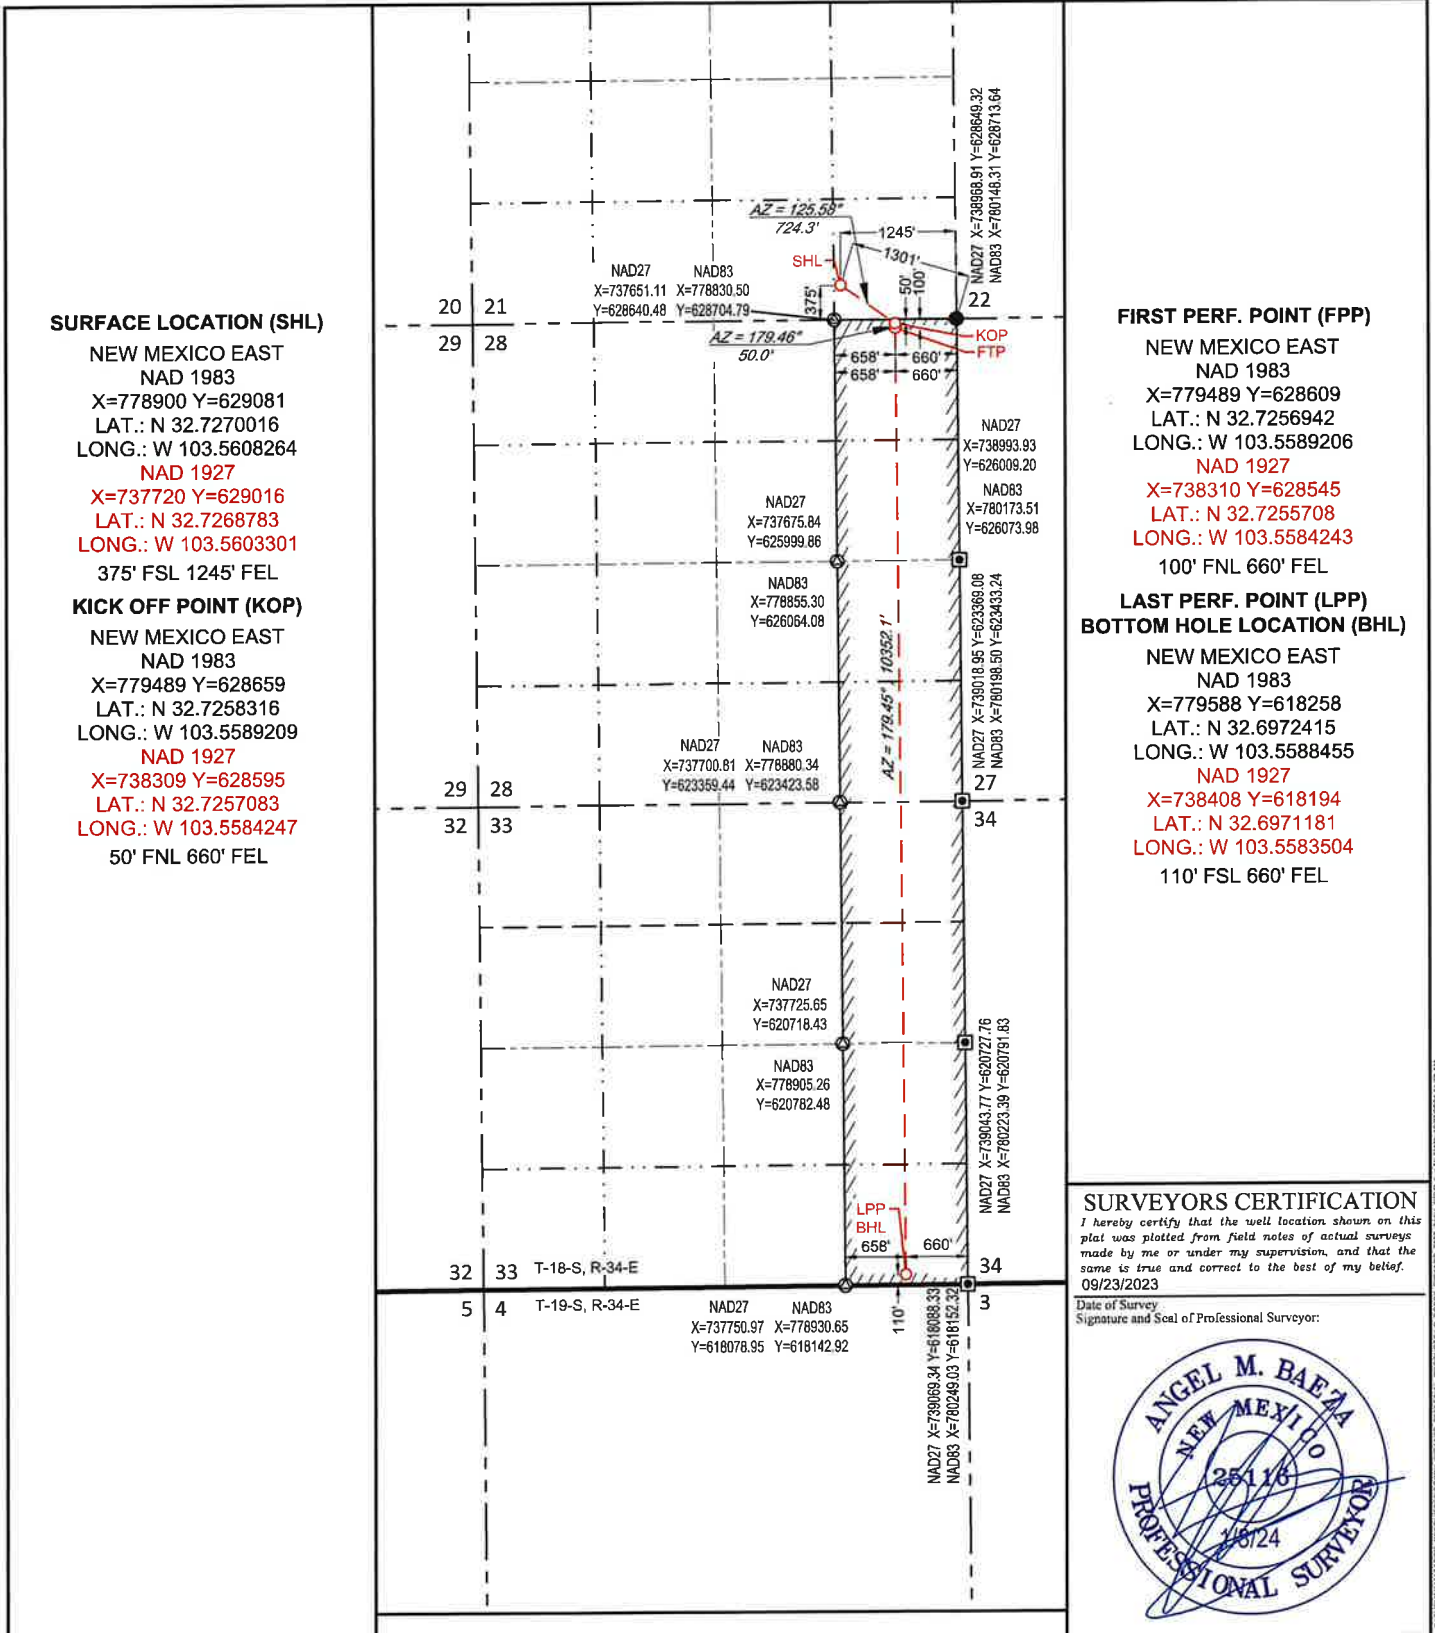 SURFACE LOCATION (SHL)
NEW MEXICO EAST
NAD 1983
X=778900 Y=629081
LAT.: N 32.7270016
LONG.: W 103.5608264
NAD 1927
X=737720 Y=629016
LAT.: N 32.7268783
LONG.: W 103.5603301
375' FSL 1245' FEL
KICK OFF POINT (KOP)
NEW MEXICO EAST
NAD 1983
X=779489 Y=628659
LAT.: N 32.7258316
LONG.: W 103.5589209
NAD 1927
X=738309 Y=628595
LAT.: N 32.7257083
LONG.: W 103.5584247
50' FNL 660' FEL
NAD27 X=738968.91 Y=628649.32
NAD83 X=780148.31 Y=628713.64
AZ = 125.58°
724.3'
1245'
1301'
SHL
375'
50'
100'
NAD27 NAD83
X=737651.11 X=778830.50
Y=628640.48 Y=628704.79
20 21
29 28
22
AZ = 179.46°
50.0'
KOP
FTP
658' 660'
658' 660'
NAD27
X=738993.93
Y=626009.20
NAD83
X=780173.51
Y=626073.98
NAD27
X=737675.84
Y=625999.86
NAD83
X=778855.30
Y=626064.08
AZ = 179.45° 10352.1'
NAD27 X=739018.95 Y=623369.08
NAD83 X=780198.50 Y=623433.24
NAD27 NAD83
X=737700.81 X=778880.34
Y=623359.44 Y=623423.58
29 28
32 33
27
34
NAD27
X=737725.65
Y=620718.43
NAD83
X=778905.26
Y=620782.48
NAD27 X=739043.77 Y=620727.76
NAD83 X=780223.39 Y=620791.83
LPP
BHL
658' 660'
32 33 T-18-S, R-34-E
5 4 T-19-S, R-34-E
34
3
110'
NAD27 NAD83
X=737750.97 X=778930.65
Y=618078.95 Y=618142.92
NAD27 X=739069.34 Y=618088.33
NAD83 X=780249.03 Y=618152.32
FIRST PERF. POINT (FPP)
NEW MEXICO EAST
NAD 1983
X=779489 Y=628609
LAT.: N 32.7256942
LONG.: W 103.5589206
NAD 1927
X=738310 Y=628545
LAT.: N 32.7255708
LONG.: W 103.5584243
100' FNL 660' FEL
LAST PERF. POINT (LPP)
BOTTOM HOLE LOCATION (BHL)
NEW MEXICO EAST
NAD 1983
X=779588 Y=618258
LAT.: N 32.6972415
LONG.: W 103.5588455
NAD 1927
X=738408 Y=618194
LAT.: N 32.6971181
LONG.: W 103.5583504
110' FSL 660' FEL
SURVEYORS CERTIFICATION
I hereby certify that the well location shown on this
plat was plotted from field notes of actual surveys
made by me or under my supervision, and that the
same is true and correct to the best of my belief.
09/23/2023
Date of Survey
Signature and Seal of Professional Surveyor:
ANGEL M. BAEZA
NEW MEXICO
25116
1/8/24
PROFESSIONAL SURVEYOR